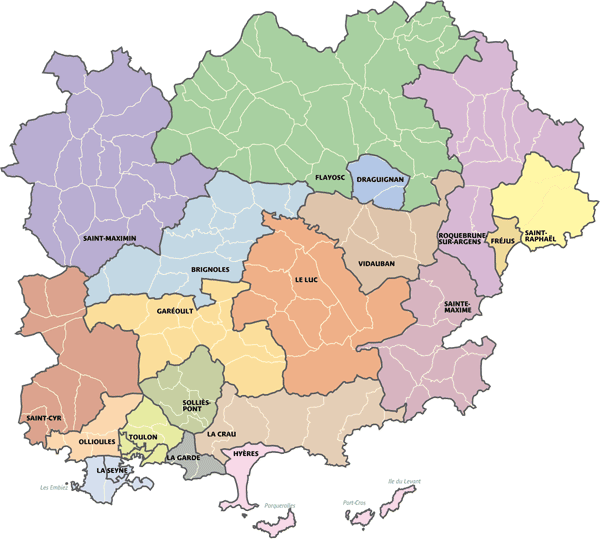 FLAYOSC
DRAGUIGNAN
SAINT-MAXIMIN
ROQUEBRUNE
SUR-ARGENS
FRÉJUS
SAINT-
RAPHAËL
BRIGNOLES
VIDAUBAN
LE LUC
GARÉOULT
SAINTE-
MAXIME
SOLLIÈS-
PONT
SAINT-CYR
OLLIOULES
TOULON
LA CRAU
LA GARDE
HYÈRES
LA SEYNE
Les Embiez
Porquerolles
Port-Cros
Ile du Levant